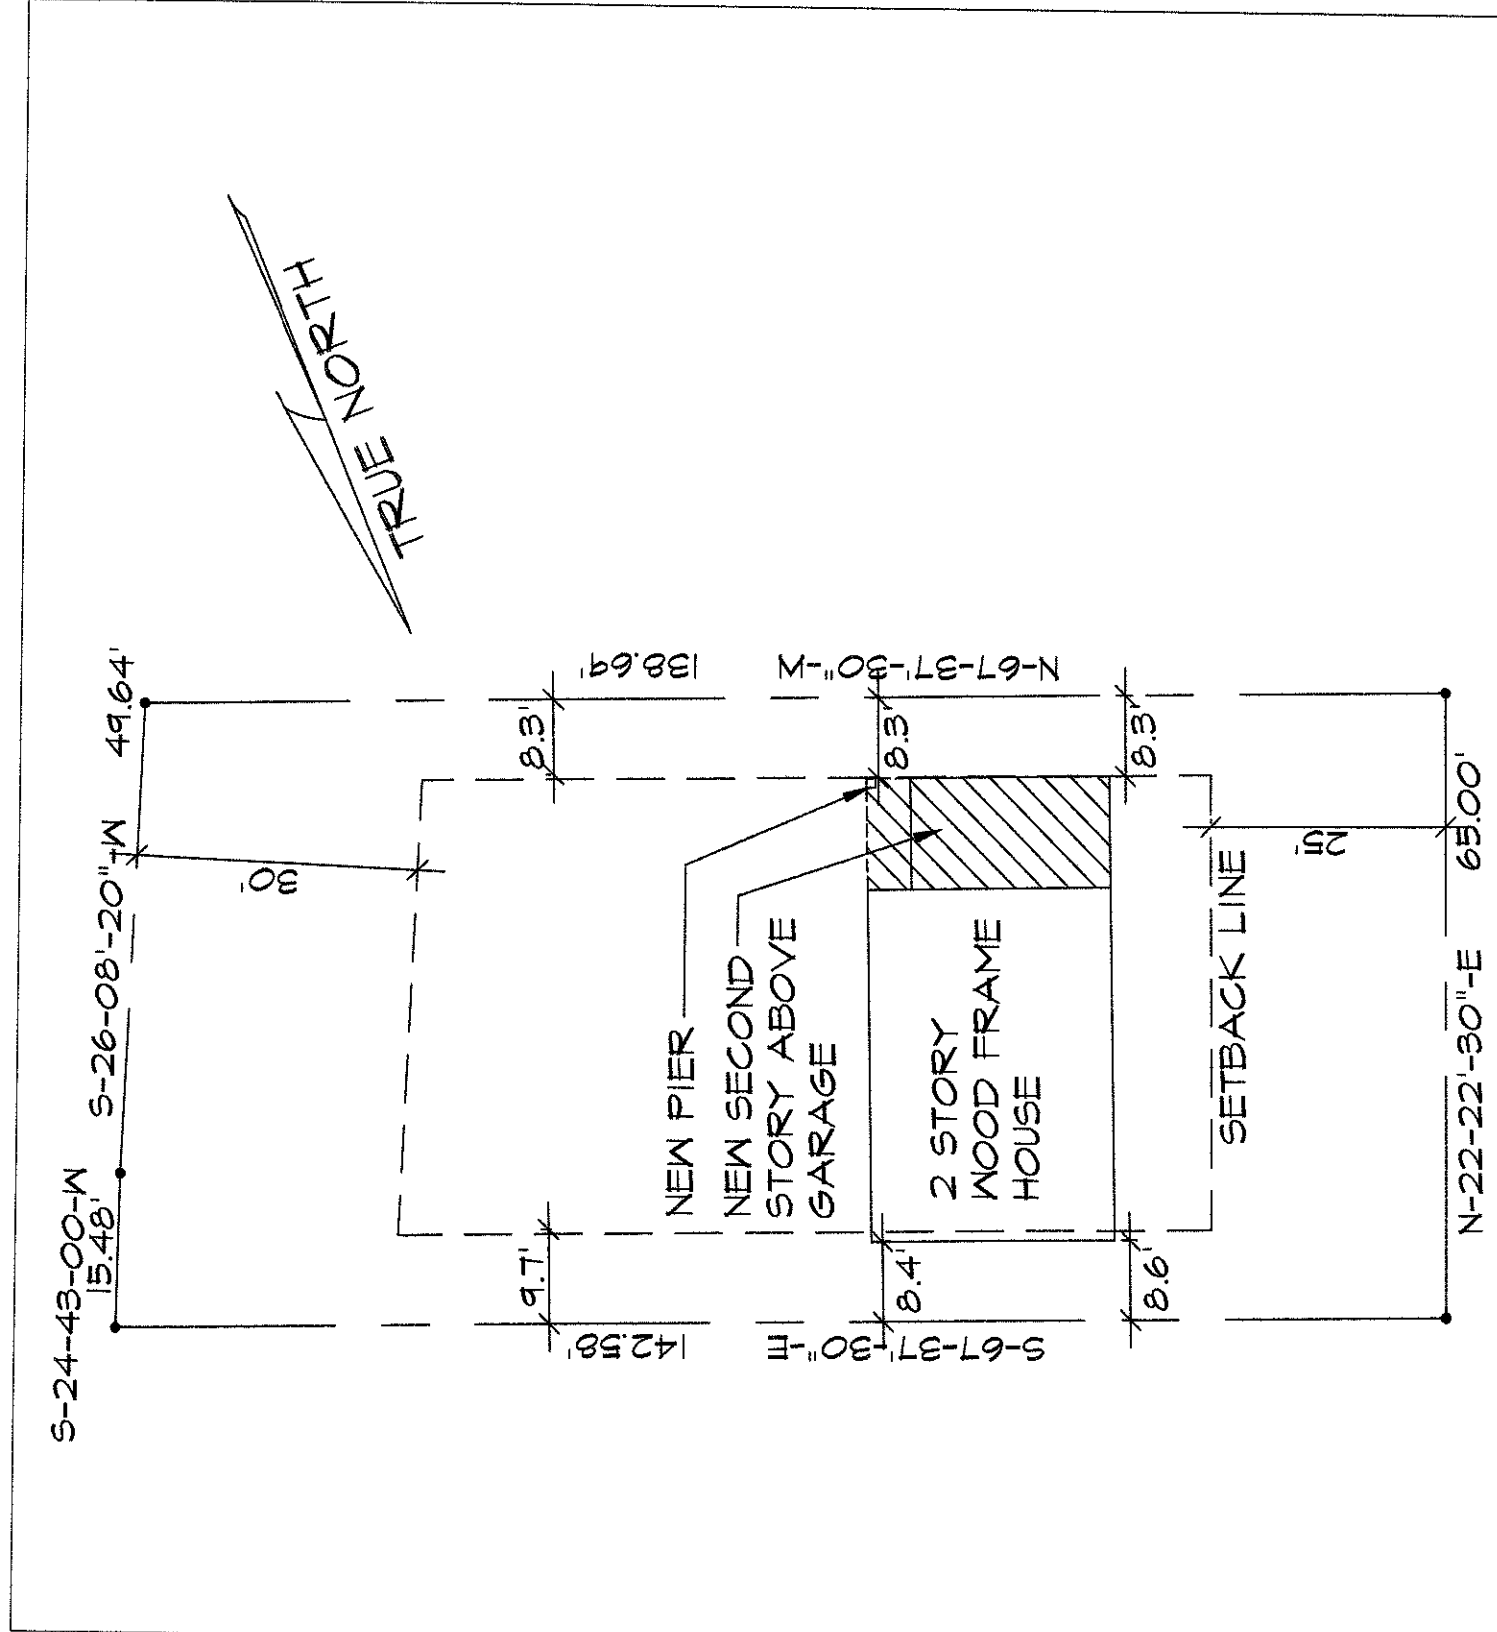 S-24-43-00-W
15.48'
S-26-08'-20"-W
49.64'
TRUE NORTH
30'
8.3'
138.69'
N-67-37'-30"-W
8.3'
8.3'
NEW PIER
NEW SECOND
STORY ABOVE
GARAGE
2 STORY
WOOD FRAME
HOUSE
9.7'
142.58'
S-67-37'-30"-E
8.4'
8.6'
SETBACK LINE
25'
N-22-22'-30"-E
65.00'